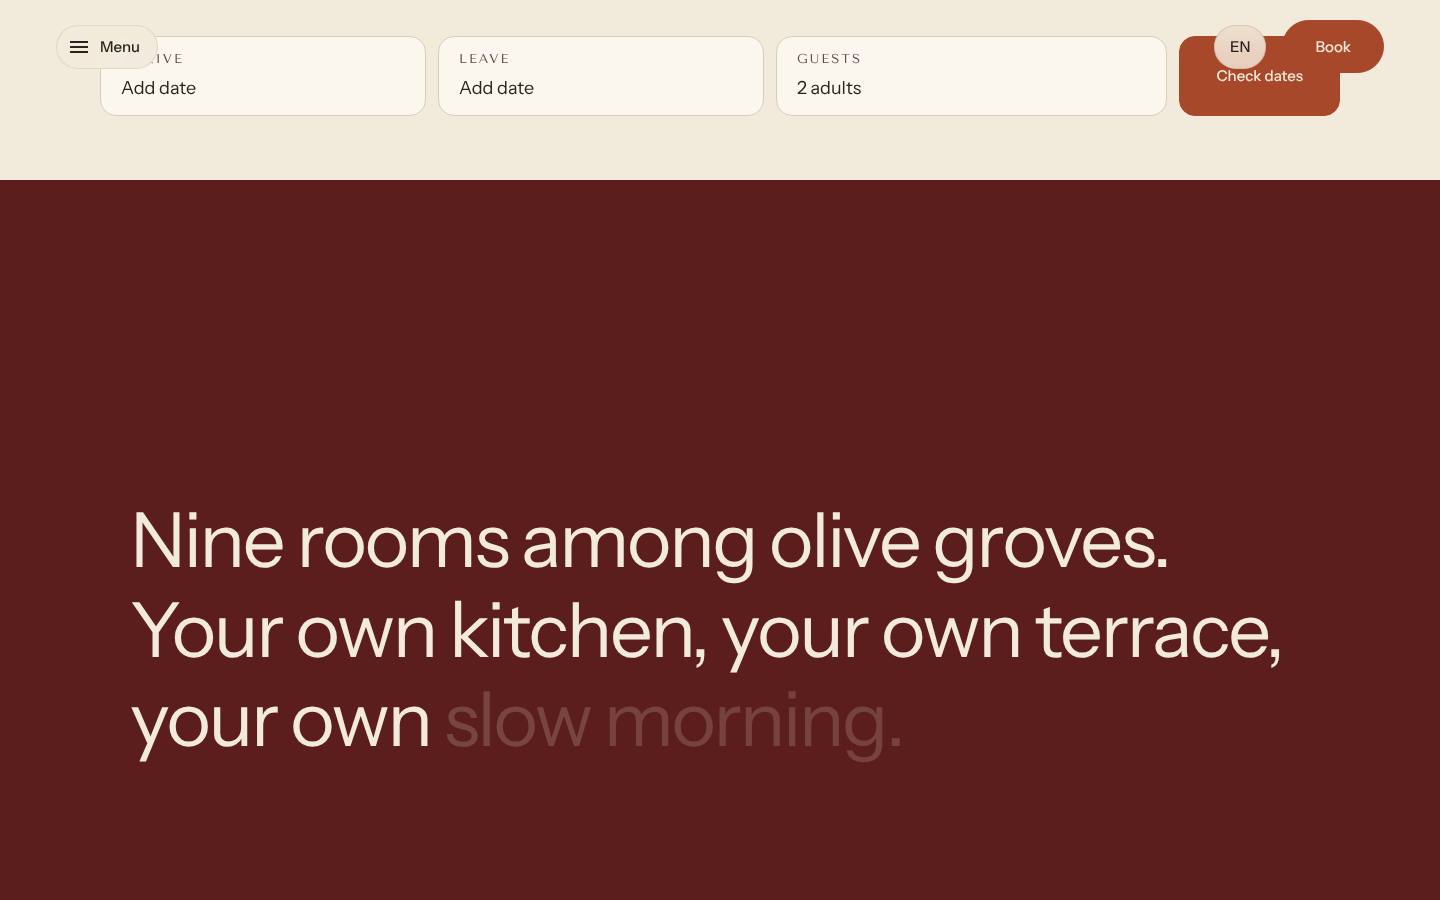 Menu
EN
Book
LEAVE
GUESTS
Add date
Add date
2 adults
Check dates
Nine rooms among olive groves.
Your own kitchen, your own terrace,
your own slow morning.